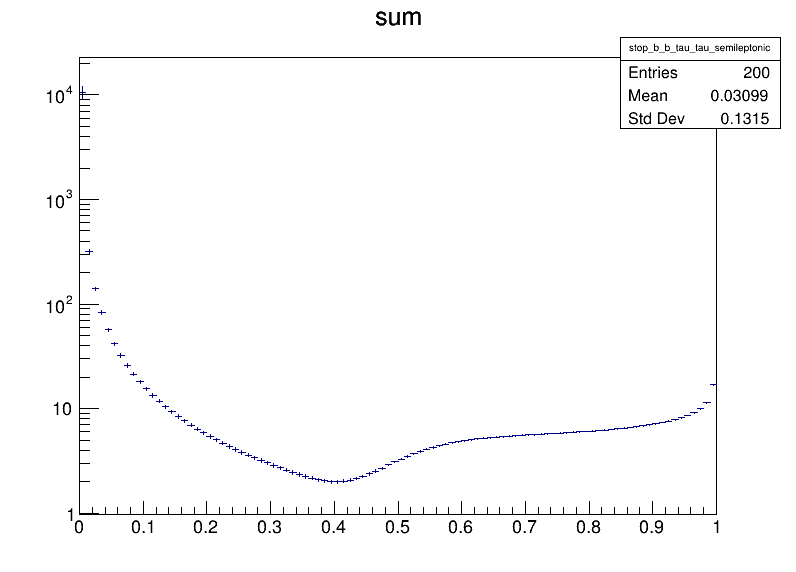 sum
stop_b_b_tau_tau_semileptonic
Entries 200
Mean 0.03099
Std Dev 0.1315
10^4
10^3
10^2
10
1
0 0.1 0.2 0.3 0.4 0.5 0.6 0.7 0.8 0.9 1